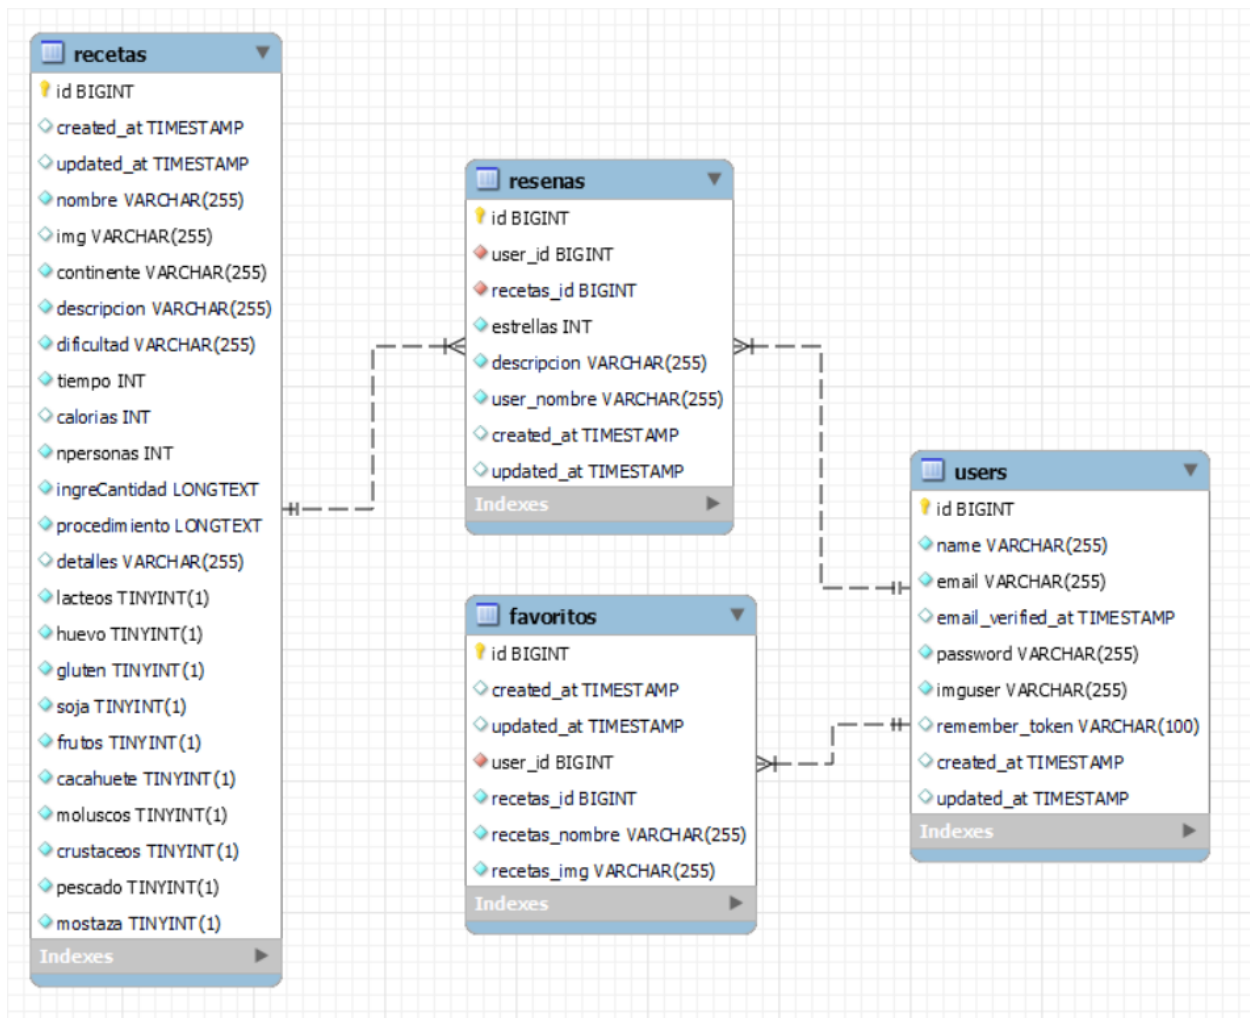 recetas
id BIGINT
created_at TIMESTAMP
updated_at TIMESTAMP
nombre VARCHAR(255)
img VARCHAR(255)
continente VARCHAR(255)
descripcion VARCHAR(255)
dificultad VARCHAR(255)
tiempo INT
calorias INT
npersonas INT
ingreCantidad LONGTEXT
procedimiento LONGTEXT
detalles VARCHAR(255)
lacteos TINYINT(1)
huevo TINYINT(1)
gluten TINYINT(1)
soja TINYINT(1)
frutos TINYINT(1)
cacahuete TINYINT(1)
moluscos TINYINT(1)
crustaceos TINYINT(1)
pescado TINYINT(1)
mostaza TINYINT(1)
Indexes
resenas
id BIGINT
user_id BIGINT
recetas_id BIGINT
estrellas INT
descripcion VARCHAR(255)
user_nombre VARCHAR(255)
created_at TIMESTAMP
updated_at TIMESTAMP
Indexes
favoritos
id BIGINT
created_at TIMESTAMP
updated_at TIMESTAMP
user_id BIGINT
recetas_id BIGINT
recetas_nombre VARCHAR(255)
recetas_img VARCHAR(255)
Indexes
users
id BIGINT
name VARCHAR(255)
email VARCHAR(255)
email_verified_at TIMESTAMP
password VARCHAR(255)
imguser VARCHAR(255)
remember_token VARCHAR(100)
created_at TIMESTAMP
updated_at TIMESTAMP
Indexes